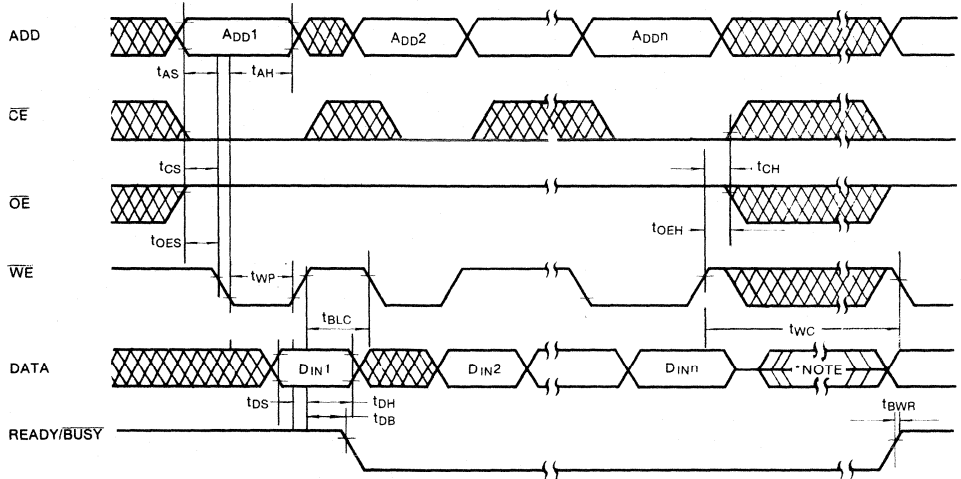 ADD ADD1 ADD2 ADDn
tAS tAH
CE
tCS tCH
OE
tOES tOEH
WE tWP
tBLC tWC
DATA DIN1 DIN2 DINn *NOTE
tDS tDH tBWR
tDB
READY/BUSY